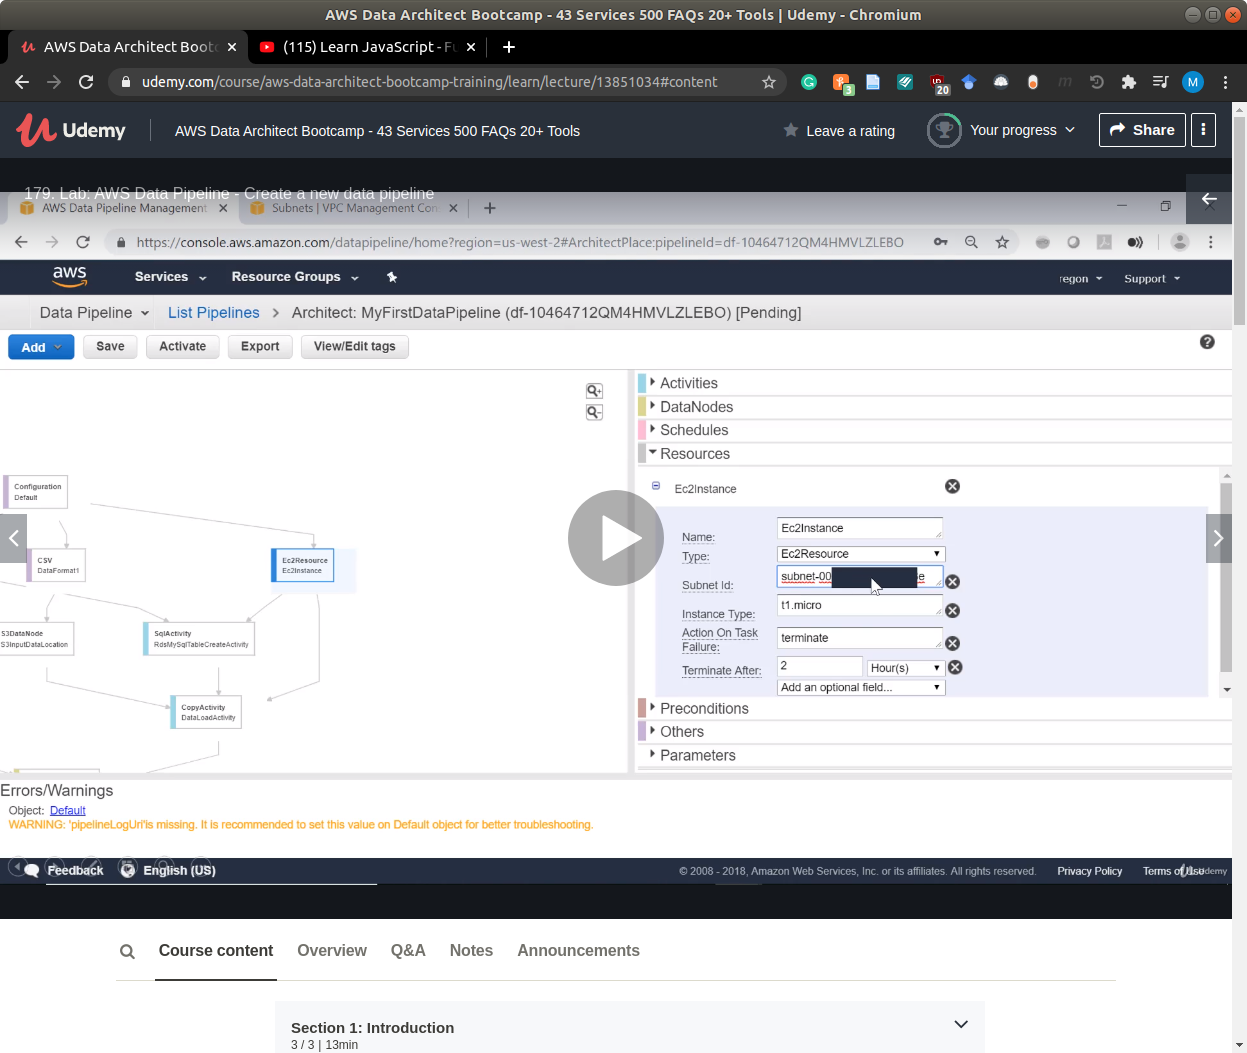 AWS Data Architect Bootcamp - 43 Services 500 FAQs 20+ Tools | Udemy - Chromium
AWS Data Architect Bootc
(115) Learn JavaScript - Fu
udemy.com/course/aws-data-architect-bootcamp-training/learn/lecture/13851034#content
3
20
M
Udemy
AWS Data Architect Bootcamp - 43 Services 500 FAQs 20+ Tools
Leave a rating
Your progress
Share
179. Lab: AWS Data Pipeline - Create a new data pipeline
AWS Data Pipeline Management
Subnets | VPC Management Con
https://console.aws.amazon.com/datapipeline/home?region=us-west-2#ArchitectPlace:pipelineId=df-10464712QM4HMVLZLEBO
aws
Services
Resource Groups
regon
Support
Data Pipeline
List Pipelines
Architect: MyFirstDataPipeline (df-10464712QM4HMVLZLEBO) [Pending]
Add
Save
Activate
Export
View/Edit tags
Configuration
Default
CSV
DataFormat1
Ec2Resource
Ec2Instance
S3DataNode
S3InputDataLocation
SqlActivity
RdsMySqlTableCreateActivity
CopyActivity
DataLoadActivity
Activities
DataNodes
Schedules
Resources
Ec2Instance
Name:
Ec2Instance
Type:
Ec2Resource
Subnet Id:
subnet-00
e
Instance Type:
t1.micro
Action On Task
Failure:
terminate
Terminate After:
2
Hour(s)
Add an optional field...
Preconditions
Others
Parameters
Errors/Warnings
Object: Default
WARNING: 'pipelineLogUri'is missing. It is recommended to set this value on Default object for better troubleshooting.
Feedback
English (US)
© 2008 - 2018, Amazon Web Services, Inc. or its affiliates. All rights reserved.
Privacy Policy
Terms of Use
Udemy
Course content
Overview
Q&A
Notes
Announcements
Section 1: Introduction
3 / 3 | 13min